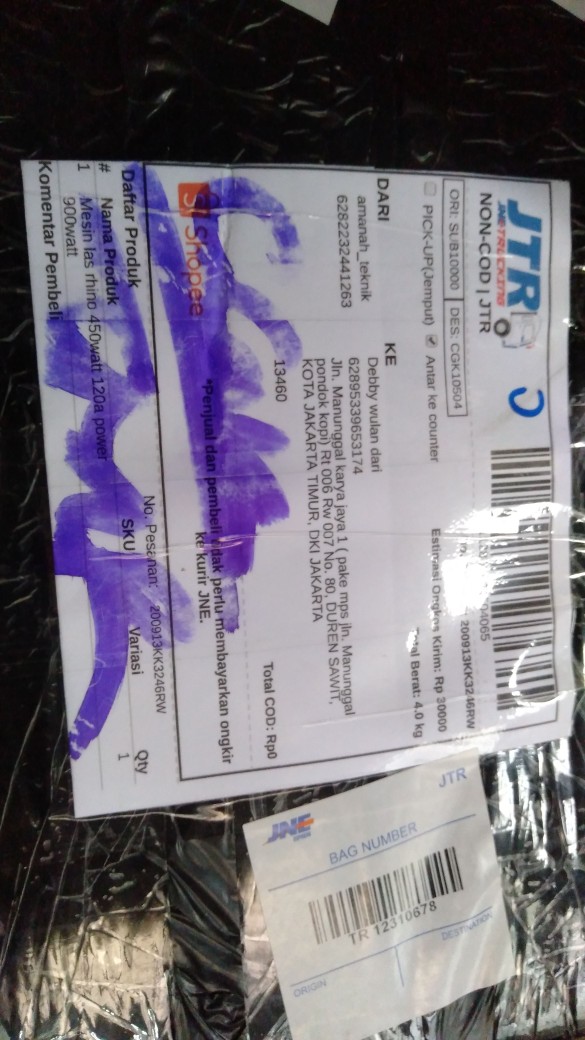 JTR
JNE TRUCKING
NON-COD | JTR
ORI: SUB10000 DES: CGK10504
PICK-UP(Jemput) Antar ke counter
200913KK3246RW
Estimasi Ongkos Kirim: Rp 30000
Berat: 4.0 kg
DARI
amanah_teknik
6282232441263
KE
Debby wulan dari
62895339653174
Jln. Manunggal karya jaya 1 ( pake mps jln. Manunggal
pondok kopi) Rt 006 Rw 007 No. 80, DUREN SAWIT,
KOTA JAKARTA TIMUR, DKI JAKARTA
13460
Total COD: Rp0
Shopee
*Penjual dan pembeli tidak perlu membayarkan ongkir
ke kurir JNE.
Daftar Produk
No. Pesanan: 200913KK3246RW
# Nama Produk SKU Variasi Qty
1 Mesin las rhino 450watt 120a power 1
900watt
Komentar Pembeli
JTR
JNE
BAG NUMBER
TR 12310678
ORIGIN DESTINATION